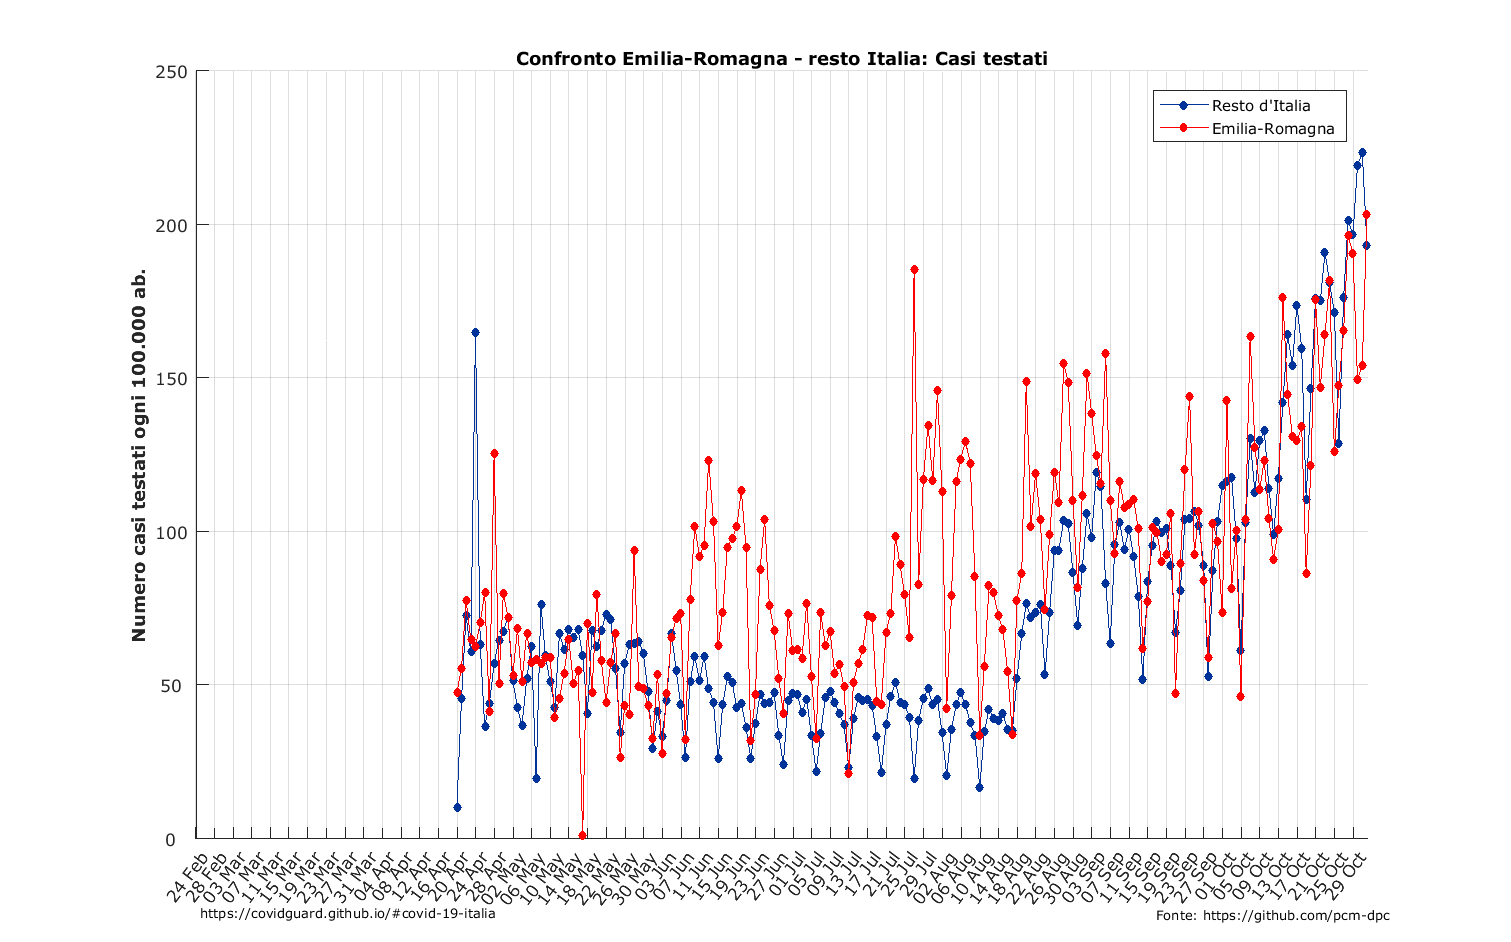 Confronto Emilia-Romagna - resto Italia: Casi testati
250
200
150
100
50
0
Numero casi testati ogni 100.000 ab.
Resto d'Italia
Emilia-Romagna
24 Feb
28 Feb
03 Mar
07 Mar
11 Mar
15 Mar
19 Mar
23 Mar
27 Mar
31 Mar
04 Apr
08 Apr
12 Apr
16 Apr
20 Apr
24 Apr
28 Apr
02 May
06 May
10 May
14 May
18 May
22 May
26 May
30 May
03 Jun
07 Jun
11 Jun
15 Jun
19 Jun
23 Jun
27 Jun
01 Jul
05 Jul
09 Jul
13 Jul
17 Jul
21 Jul
25 Jul
29 Jul
02 Aug
06 Aug
10 Aug
14 Aug
18 Aug
22 Aug
26 Aug
30 Aug
03 Sep
07 Sep
11 Sep
15 Sep
19 Sep
23 Sep
27 Sep
01 Oct
05 Oct
09 Oct
13 Oct
17 Oct
21 Oct
25 Oct
29 Oct
https://covidguard.github.io/#covid-19-italia
Fonte: https://github.com/pcm-dpc